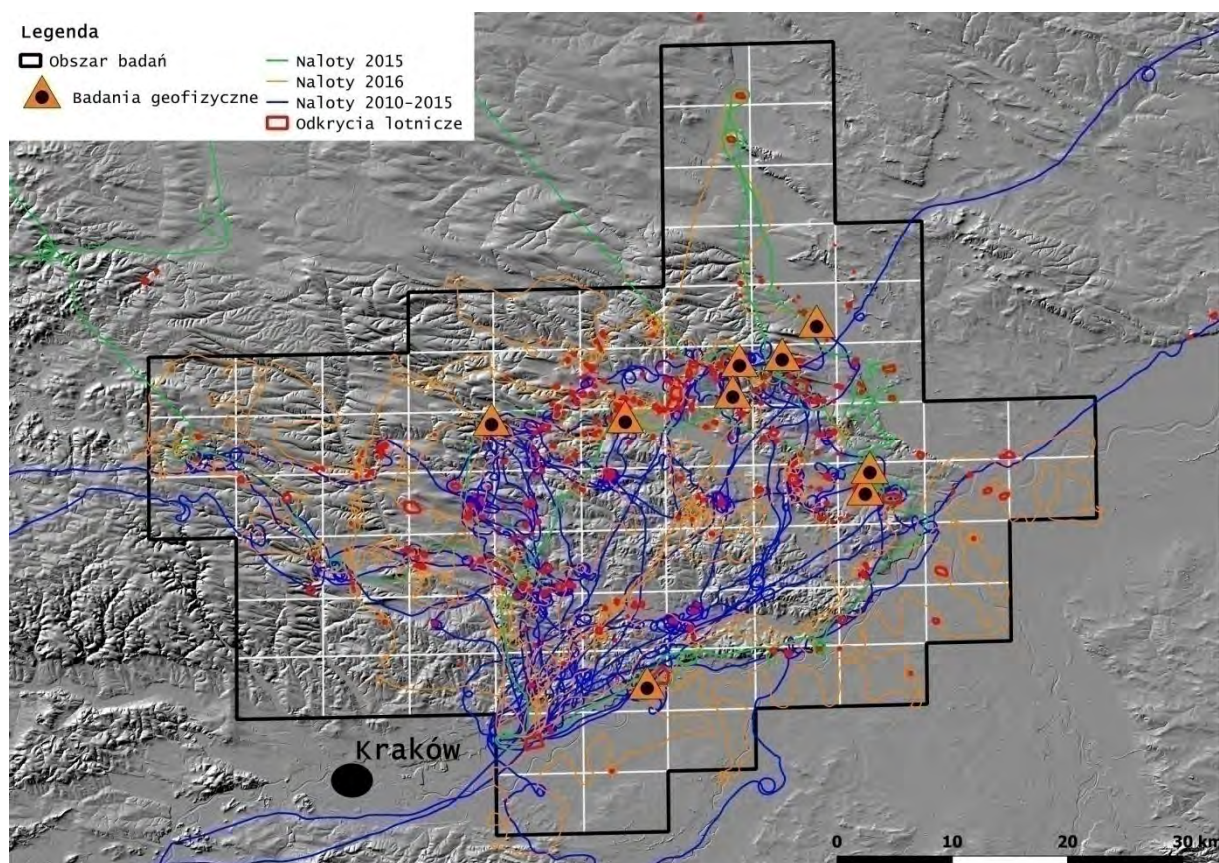 Legenda
Obszar badań
Badania geofizyczne
Naloty 2015
Naloty 2016
Naloty 2010-2015
Odkrycia lotnicze
Kraków
0 10 20 30 km